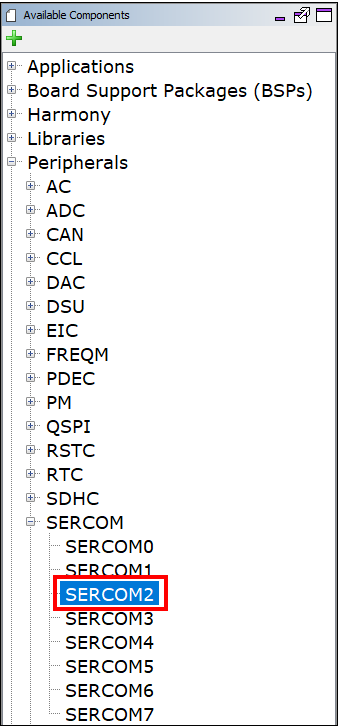 Available Components
Applications
Board Support Packages (BSPs)
Harmony
Libraries
Peripherals
AC
ADC
CAN
CCL
DAC
DSU
EIC
FREQM
PDEC
PM
QSPI
RSTC
RTC
SDHC
SERCOM
SERCOM0
SERCOM1
SERCOM2
SERCOM3
SERCOM4
SERCOM5
SERCOM6
SERCOM7